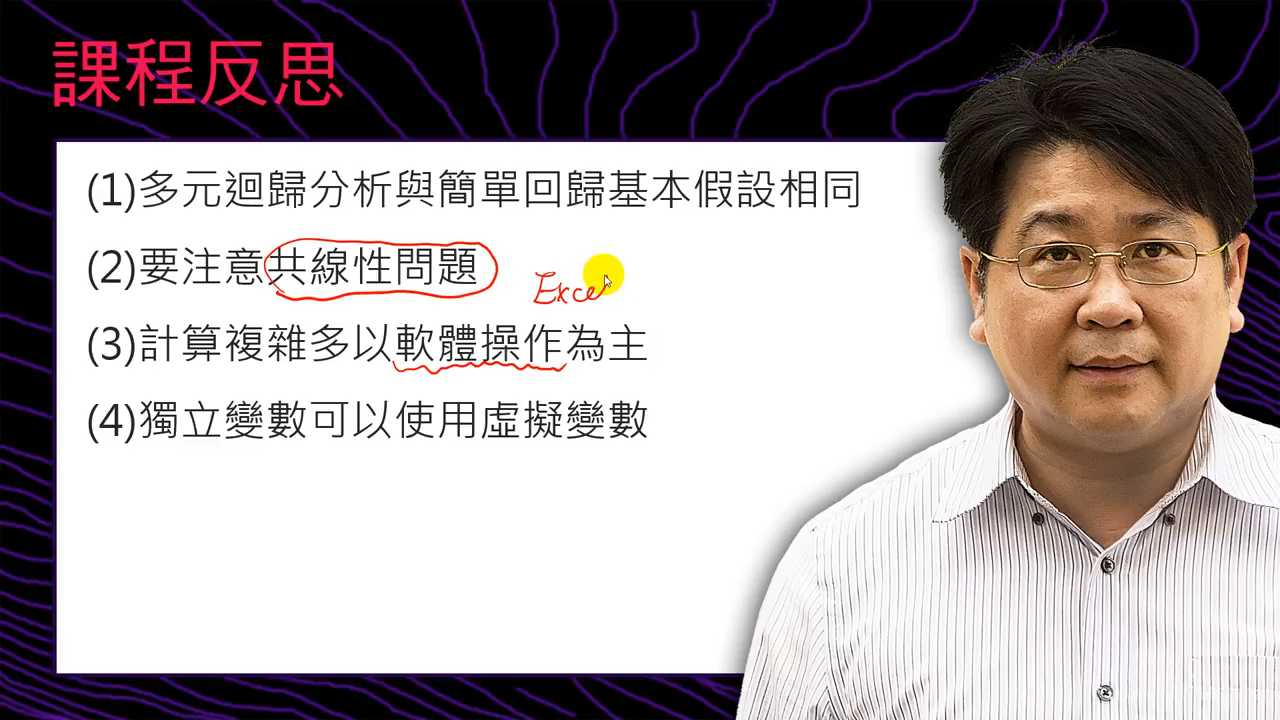 課程反思
(1)多元迴歸分析與簡單回歸基本假設相同
(2)要注意共線性問題
Exce
(3)計算複雜多以軟體操作為主
(4)獨立變數可以使用虛擬變數